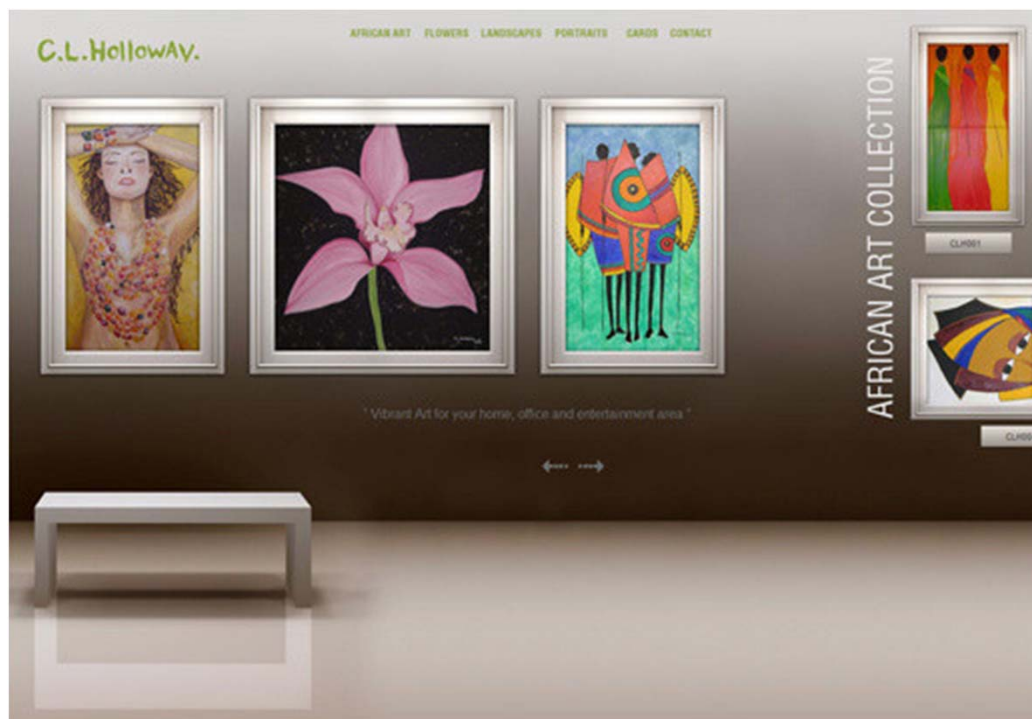 C.L.HollowAY.
AFRICAN ART FLOWERS LANDSCAPES PORTRAITS CARDS CONTACT
" Vibrant Art for your home, office and entertainment area "
AFRICAN ART COLLECTION
CLH001